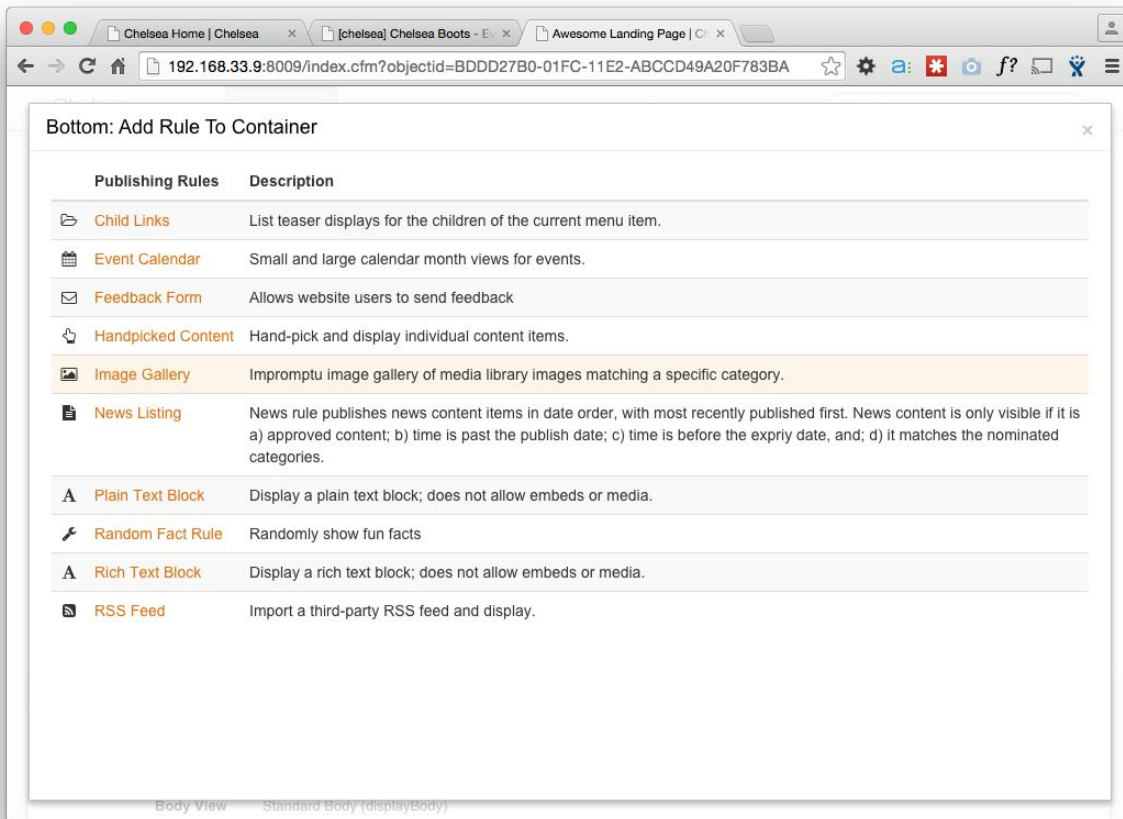 Chelsea Home | Chelsea
[chelsea] Chelsea Boots - Ev
Awesome Landing Page | Ch
192.168.33.9:8009/index.cfm?objectid=BDDD27B0-01FC-11E2-ABCCD49A20F783BA
a:
f?
Bottom: Add Rule To Container
×
Publishing Rules Description
Child Links List teaser displays for the children of the current menu item.
Event Calendar Small and large calendar month views for events.
Feedback Form Allows website users to send feedback
Handpicked Content Hand-pick and display individual content items.
Image Gallery Impromptu image gallery of media library images matching a specific category.
News Listing News rule publishes news content items in date order, with most recently published first. News content is only visible if it is
a) approved content; b) time is past the publish date; c) time is before the expriy date, and; d) it matches the nominated
categories.
A Plain Text Block Display a plain text block; does not allow embeds or media.
Random Fact Rule Randomly show fun facts
A Rich Text Block Display a rich text block; does not allow embeds or media.
RSS Feed Import a third-party RSS feed and display.
Body View Standard Body (displayBody)